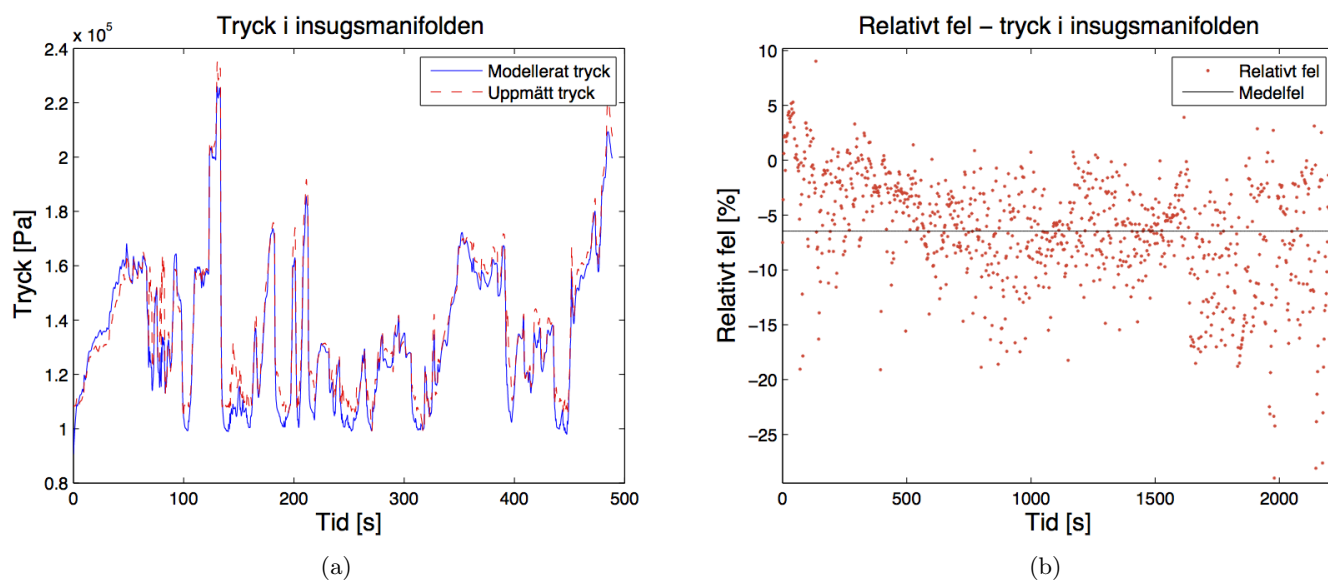 Tryck i insugsmanifolden
x 10^5
2.4
2.2
2
1.8
1.6
1.4
1.2
1
0.8
Tryck [Pa]
Modellerat tryck
Uppmätt tryck
0 100 200 300 400 500
Tid [s]
(a)
Relativt fel – tryck i insugsmanifolden
10
5
0
−5
−10
−15
−20
−25
Relativt fel [%]
Relativt fel
Medelfel
0 500 1000 1500 2000
Tid [s]
(b)